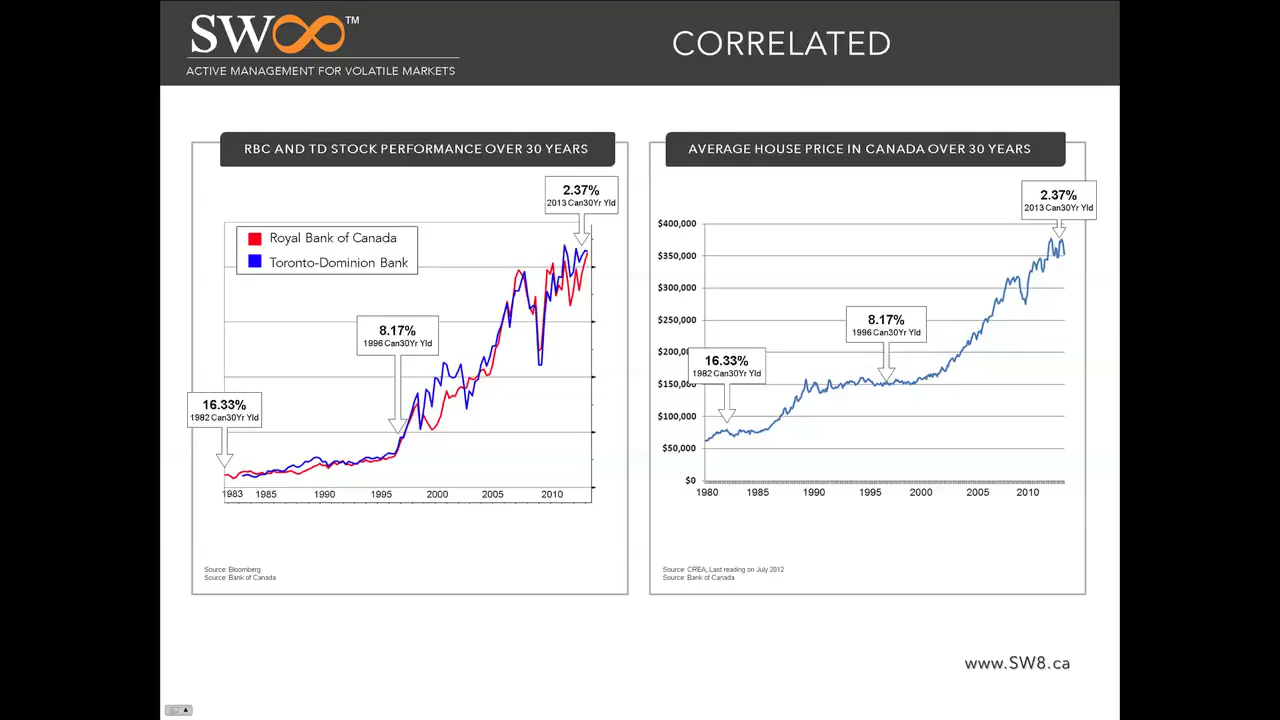 SW∞™
ACTIVE MANAGEMENT FOR VOLATILE MARKETS
CORRELATED
RBC AND TD STOCK PERFORMANCE OVER 30 YEARS
2.37%
2013 Can30Yr Yld
Royal Bank of Canada
Toronto-Dominion Bank
8.17%
1996 Can30Yr Yld
16.33%
1982 Can30Yr Yld
1983 1985 1990 1995 2000 2005 2010
Source: Bloomberg
Source: Bank of Canada
AVERAGE HOUSE PRICE IN CANADA OVER 30 YEARS
2.37%
2013 Can30Yr Yld
$400,000
$350,000
$300,000
$250,000
8.17%
1996 Can30Yr Yld
$200,0
16.33%
1982 Can30Yr Yld
$150,000
$100,000
$50,000
$0
1980 1985 1990 1995 2000 2005 2010
Source: CREA, Last reading on July 2012
Source: Bank of Canada
www.SW8.ca